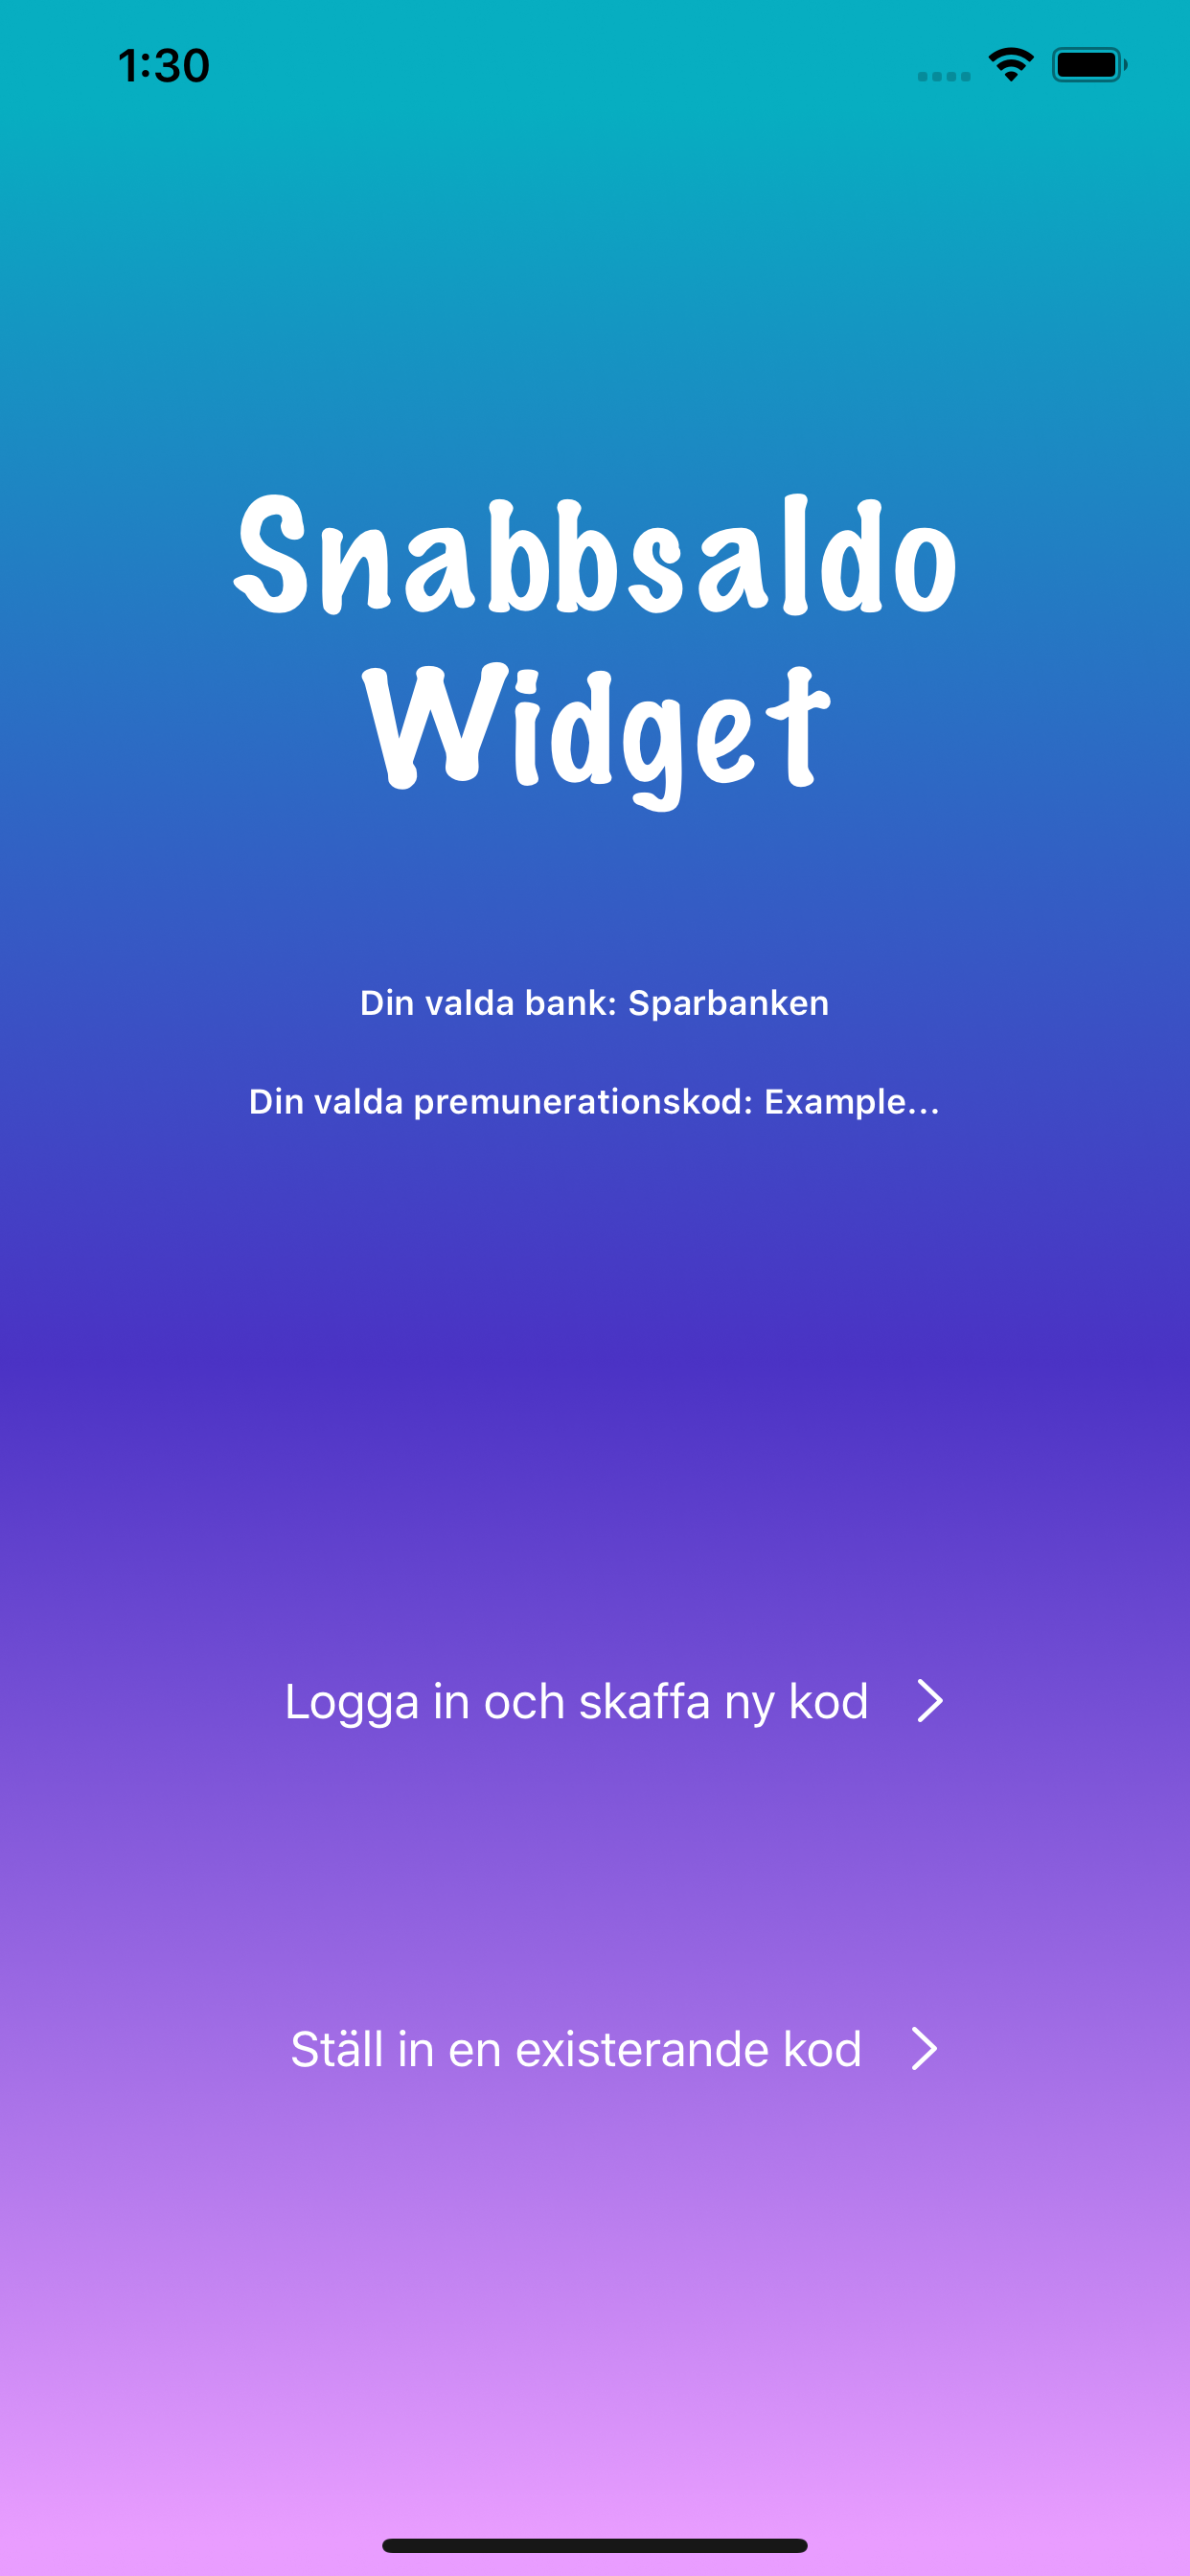 1:30
Snabbsaldo
Widget
Din valda bank: Sparbanken
Din valda premunerationskod: Example...
Logga in och skaffa ny kod
Ställ in en existerande kod